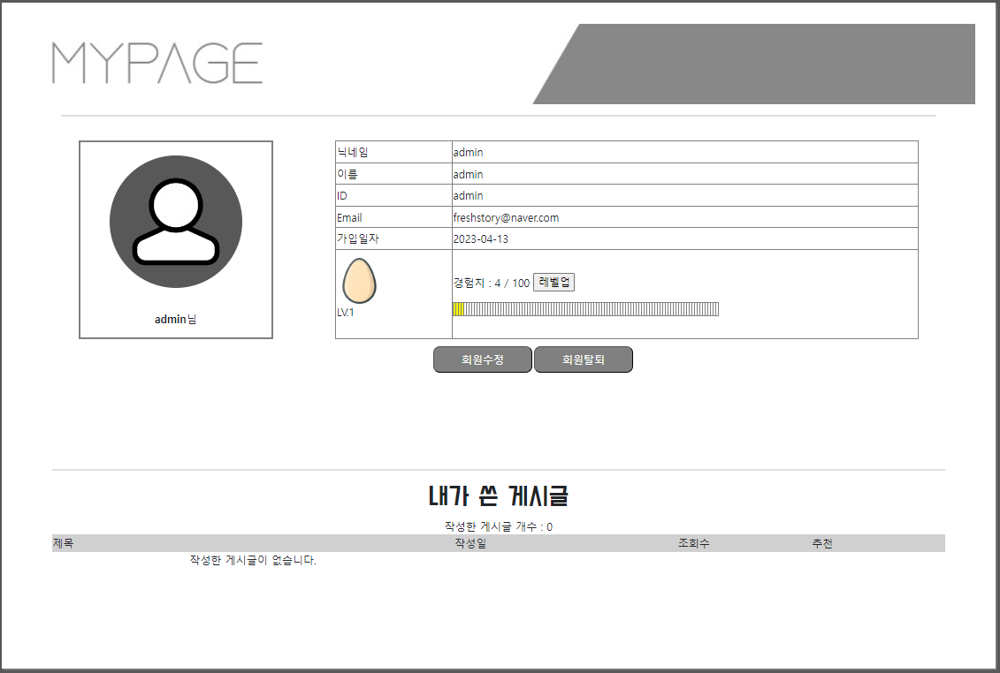 MYPAGE
닉네임 admin
이름 admin
ID admin
Email freshstory@naver.com
가입일자 2023-04-13
경험치 : 4 / 100 레벨업
LV.1
admin님
회원수정 회원탈퇴
내가 쓴 게시글
작성한 게시글 개수 : 0
제목 작성일 조회수 추천
작성한 게시글이 없습니다.